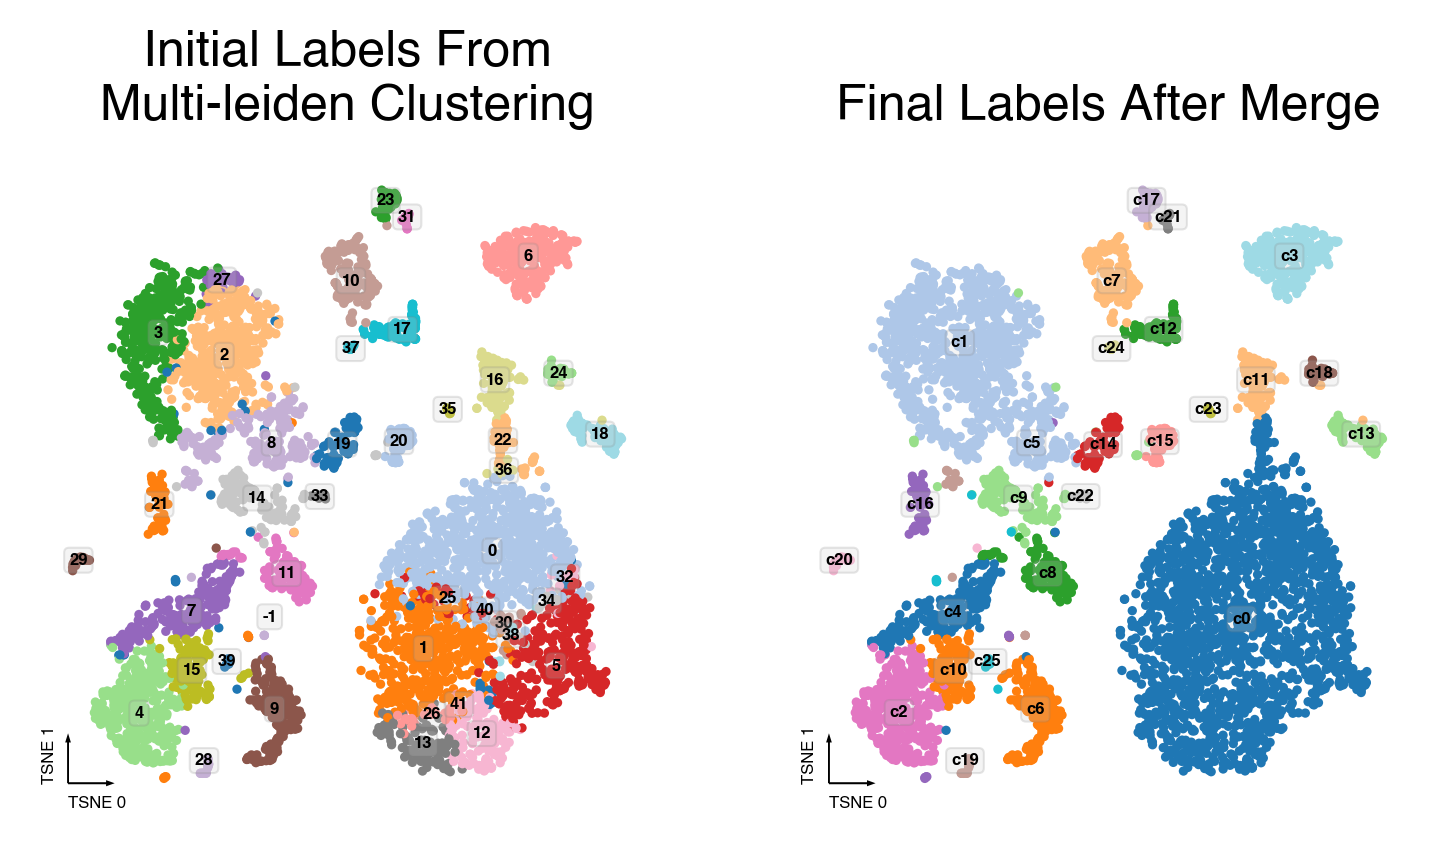 Initial Labels From
Multi-leiden Clustering
23
31
6
27
10
3
17
2
37
16
24
35
18
22
8
19
20
36
21
14
33
0
29
11
32
25
34
7
-1
40
30
38
1
15
39
5
4
9
41
26
12
13
28
TSNE 1
TSNE 0
Final Labels After Merge
c17
c21
c3
c7
c12
c1
c24
c11
c18
c23
c13
c5
c14
c15
c16
c9
c22
c20
c8
c4
c0
c10
c25
c2
c6
c19
TSNE 1
TSNE 0